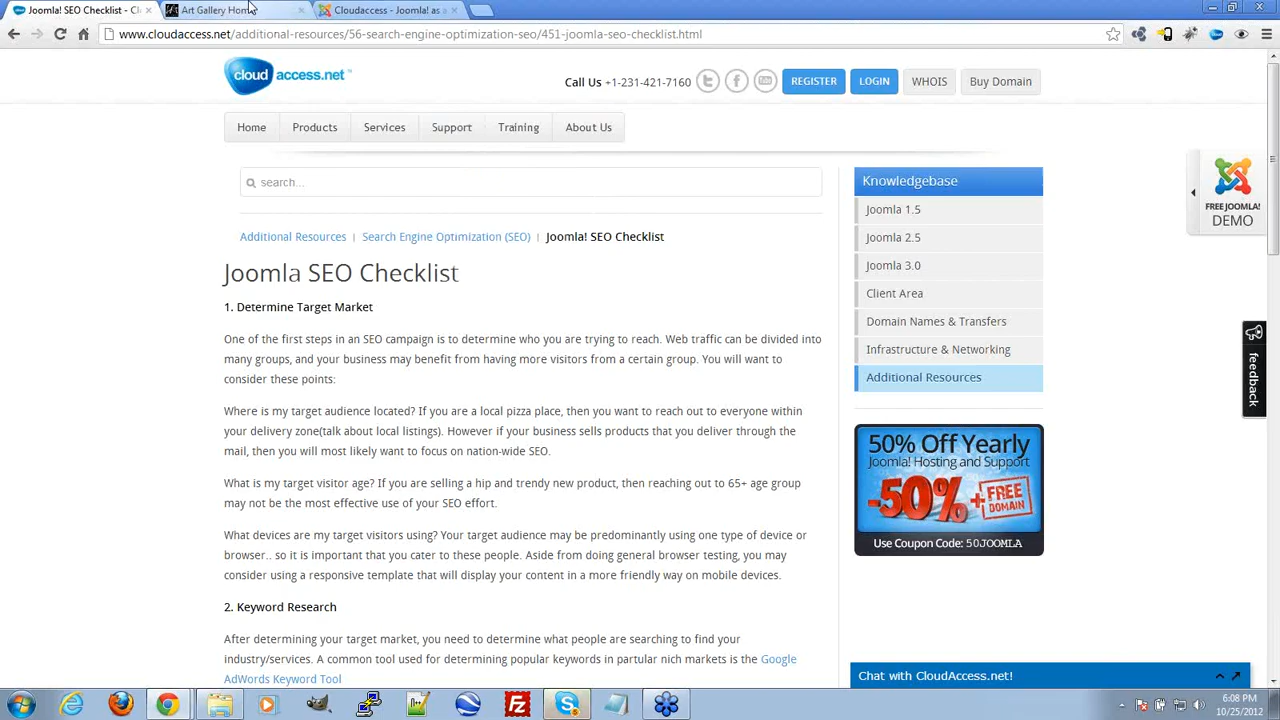 Joomla! SEO Checklist - Cl
Art Gallery Hom
Cloudaccess - Joomla! as a
www.cloudaccess.net/additional-resources/56-search-engine-optimization-seo/451-joomla-seo-checklist.html
cloud access.net™
Call Us +1-231-421-7160
REGISTER
LOGIN
WHOIS
Buy Domain
Home
Products
Services
Support
Training
About Us
search...
Additional Resources | Search Engine Optimization (SEO) | Joomla! SEO Checklist
Joomla SEO Checklist
1. Determine Target Market
One of the first steps in an SEO campaign is to determine who you are trying to reach. Web traffic can be divided into
many groups, and your business may benefit from having more visitors from a certain group. You will want to
consider these points:
Where is my target audience located? If you are a local pizza place, then you want to reach out to everyone within
your delivery zone(talk about local listings). However if your business sells products that you deliver through the
mail, then you will most likely want to focus on nation-wide SEO.
What is my target visitor age? If you are selling a hip and trendy new product, then reaching out to 65+ age group
may not be the most effective use of your SEO effort.
What devices are my target visitors using? Your target audience may be predominantly using one type of device or
browser.. so it is important that you cater to these people. Aside from doing general browser testing, you may
consider using a responsive template that will display your content in a more friendly way on mobile devices.
2. Keyword Research
After determining your target market, you need to determine what people are searching to find your
industry/services. A common tool used for determining popular keywords in partular nich markets is the Google
AdWords Keyword Tool
Knowledgebase
Joomla 1.5
Joomla 2.5
Joomla 3.0
Client Area
Domain Names & Transfers
Infrastructure & Networking
Additional Resources
50% Off Yearly
Joomla! Hosting and Support
-50% + FREE
DOMAIN
Use Coupon Code: 50JOOMLA
FREE JOOMLA!
DEMO
feedback
Chat with CloudAccess.net!
6:08 PM
10/25/2012